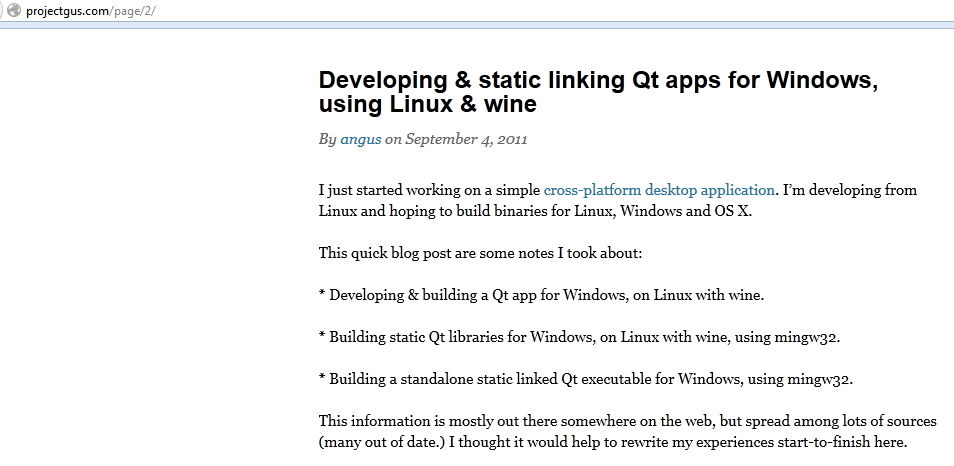 projectgus.com/page/2/
Developing & static linking Qt apps for Windows,
using Linux & wine
By angus on September 4, 2011
I just started working on a simple cross-platform desktop application. I'm developing from
Linux and hoping to build binaries for Linux, Windows and OS X.
This quick blog post are some notes I took about:
* Developing & building a Qt app for Windows, on Linux with wine.
* Building static Qt libraries for Windows, on Linux with wine, using mingw32.
* Building a standalone static linked Qt executable for Windows, using mingw32.
This information is mostly out there somewhere on the web, but spread among lots of sources
(many out of date.) I thought it would help to rewrite my experiences start-to-finish here.